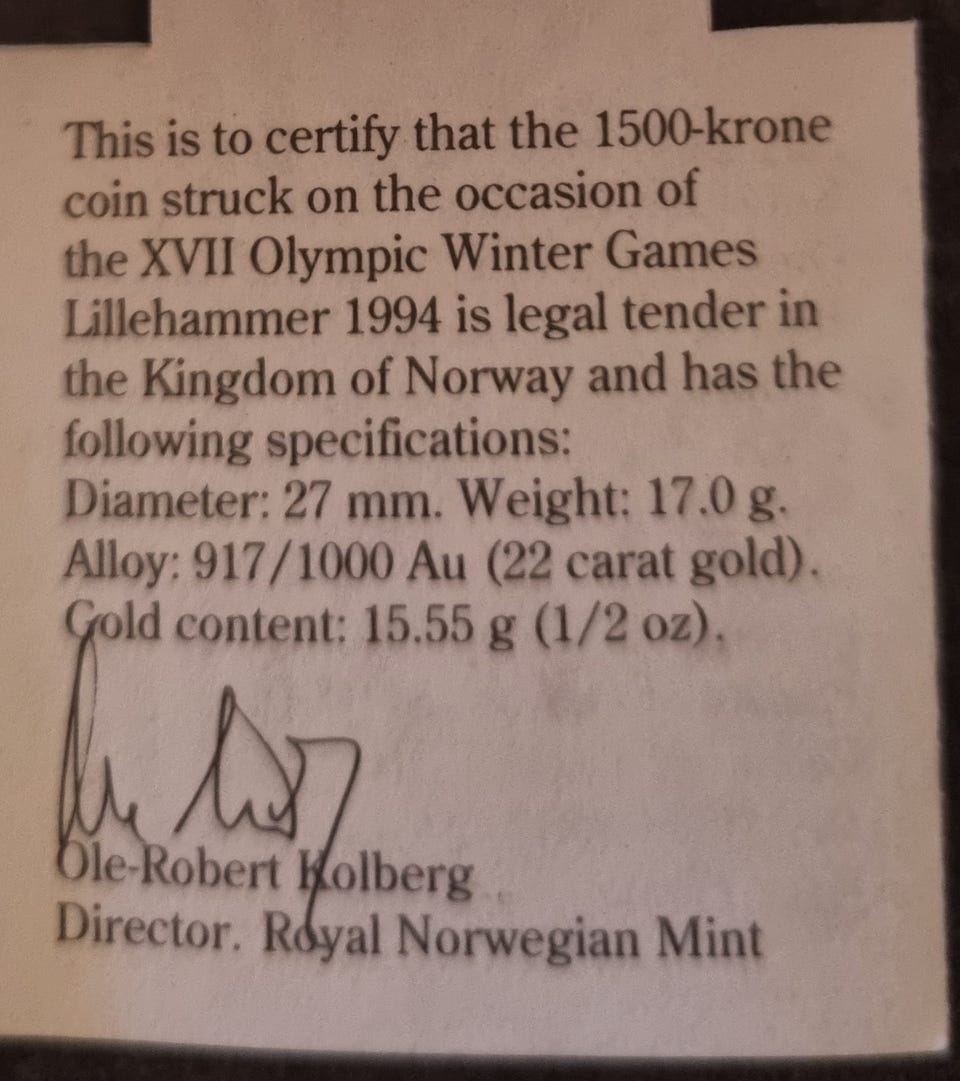 This is to certify that the 1500-krone
coin struck on the occasion of
the XVII Olympic Winter Games
Lillehammer 1994 is legal tender in
the Kingdom of Norway and has the
following specifications:
Diameter: 27 mm. Weight: 17.0 g.
Alloy: 917/1000 Au (22 carat gold).
Gold content: 15.55 g (1/2 oz).
Ole-Robert Kolberg
Director. Royal Norwegian Mint